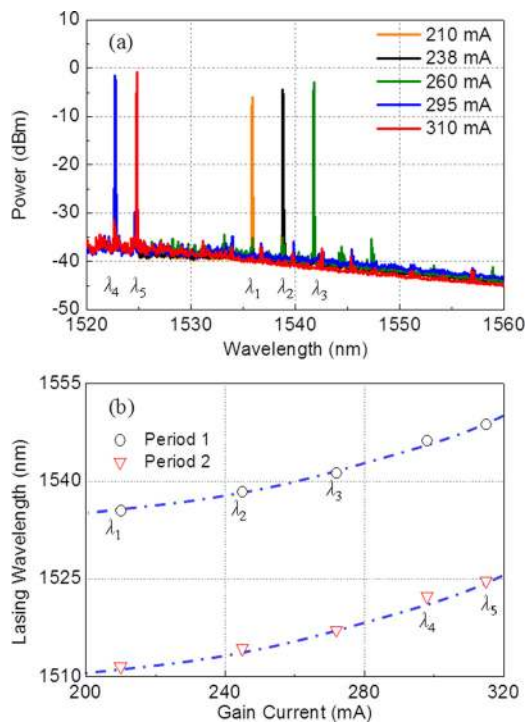 (a)
10
0
-10
-20
-30
-40
-50
Power (dBm)
210 mA
238 mA
260 mA
295 mA
310 mA
λ4 λ5 λ1 λ2 λ3
1520 1530 1540 1550 1560
Wavelength (nm)
(b)
1555
1540
1525
1510
Lasing Wavelength (nm)
Period 1
Period 2
λ1
λ2
λ3
λ4
λ5
200 240 280 320
Gain Current (mA)